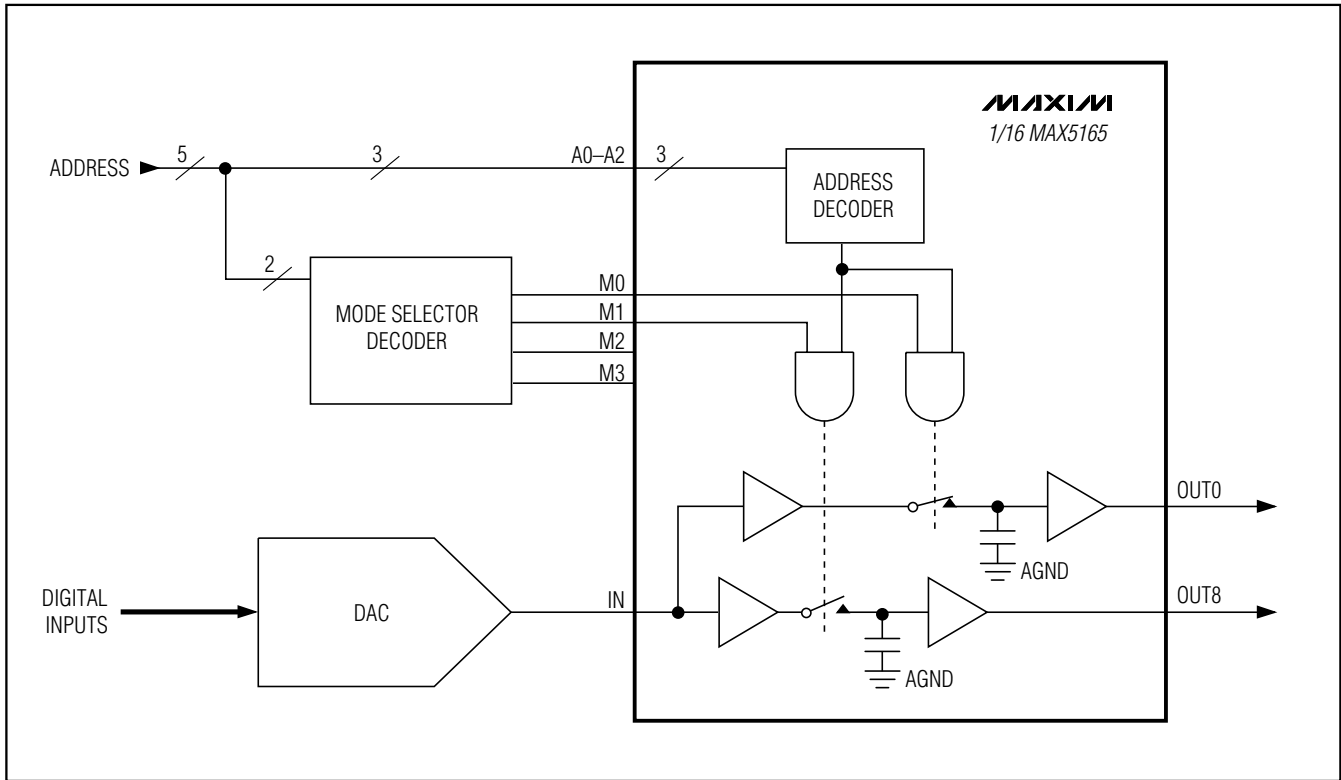 MAXIM
1/16 MAX5165
ADDRESS
5
3
A0–A2
3
ADDRESS
DECODER
2
MODE SELECTOR
DECODER
M0
M1
M2
M3
OUT0
AGND
DIGITAL
INPUTS
DAC
IN
OUT8
AGND